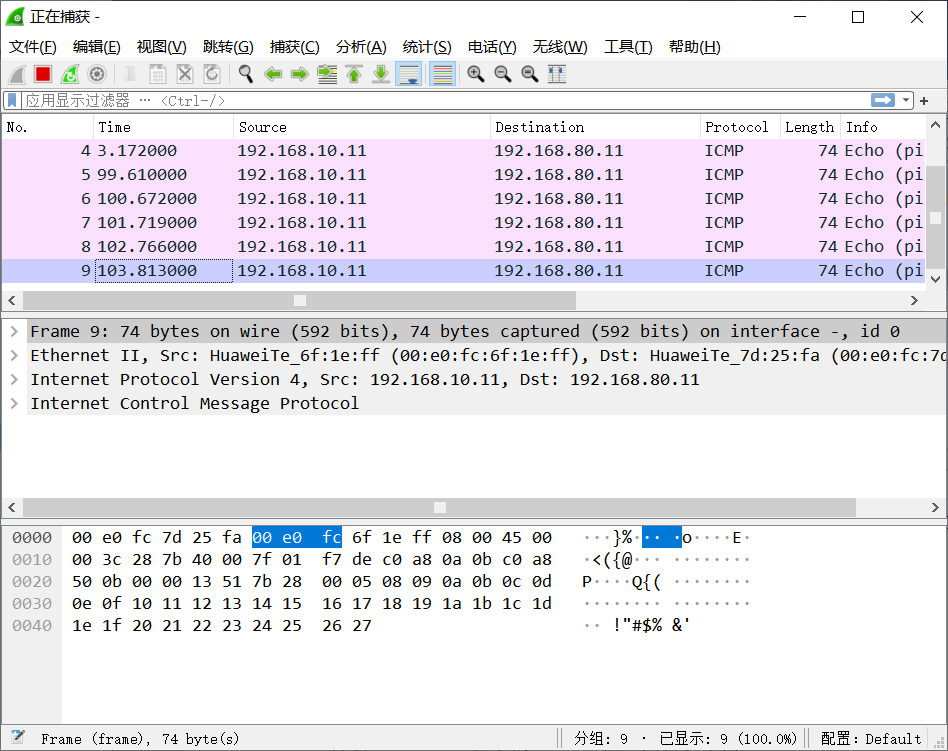 正在捕获 -
文件(F) 编辑(E) 视图(V) 跳转(G) 捕获(C) 分析(A) 统计(S) 电话(Y) 无线(W) 工具(T) 帮助(H)
应用显示过滤器 … <Ctrl-/>
No. Time Source Destination Protocol Length Info
4 3.172000 192.168.10.11 192.168.80.11 ICMP 74 Echo (pi
5 99.610000 192.168.10.11 192.168.80.11 ICMP 74 Echo (pi
6 100.672000 192.168.10.11 192.168.80.11 ICMP 74 Echo (pi
7 101.719000 192.168.10.11 192.168.80.11 ICMP 74 Echo (pi
8 102.766000 192.168.10.11 192.168.80.11 ICMP 74 Echo (pi
9 103.813000 192.168.10.11 192.168.80.11 ICMP 74 Echo (pi
Frame 9: 74 bytes on wire (592 bits), 74 bytes captured (592 bits) on interface -, id 0
Ethernet II, Src: HuaweiTe_6f:1e:ff (00:e0:fc:6f:1e:ff), Dst: HuaweiTe_7d:25:fa (00:e0:fc:7d
Internet Protocol Version 4, Src: 192.168.10.11, Dst: 192.168.80.11
Internet Control Message Protocol
0000 00 e0 fc 7d 25 fa 00 e0 fc 6f 1e ff 08 00 45 00 ···}%··· ·o····E·
0010 00 3c 28 7b 40 00 7f 01 f7 de c0 a8 0a 0b c0 a8 ·<({@··· ········
0020 50 0b 00 00 13 51 7b 28 00 05 08 09 0a 0b 0c 0d P····Q{( ········
0030 0e 0f 10 11 12 13 14 15 16 17 18 19 1a 1b 1c 1d ········ ········
0040 1e 1f 20 21 22 23 24 25 26 27 ·· !"#$% &'
Frame (frame), 74 byte(s) 分组: 9 · 已显示: 9 (100.0%) 配置: Default